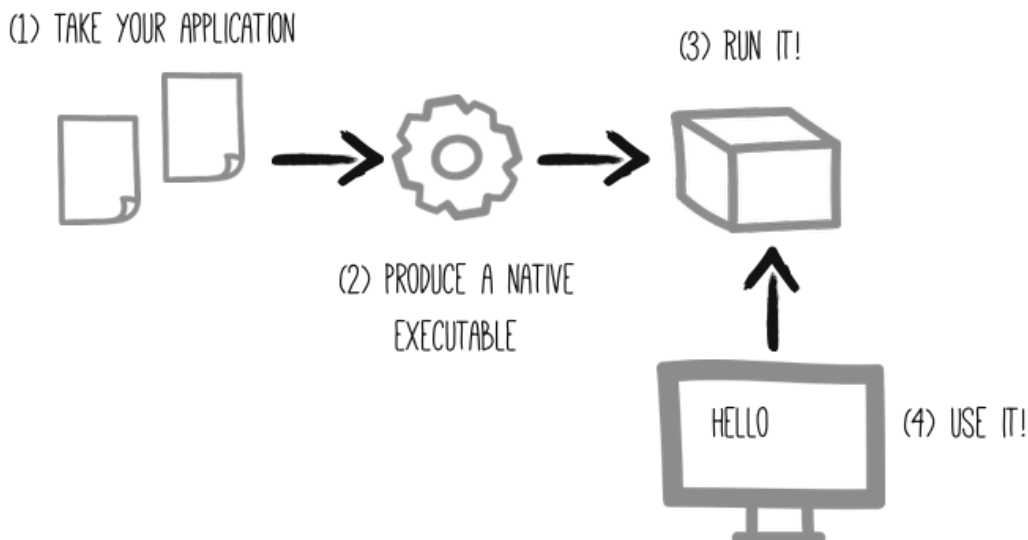 (1) TAKE YOUR APPLICATION
(3) RUN IT!
(2) PRODUCE A NATIVE
EXECUTABLE
HELLO
(4) USE IT!